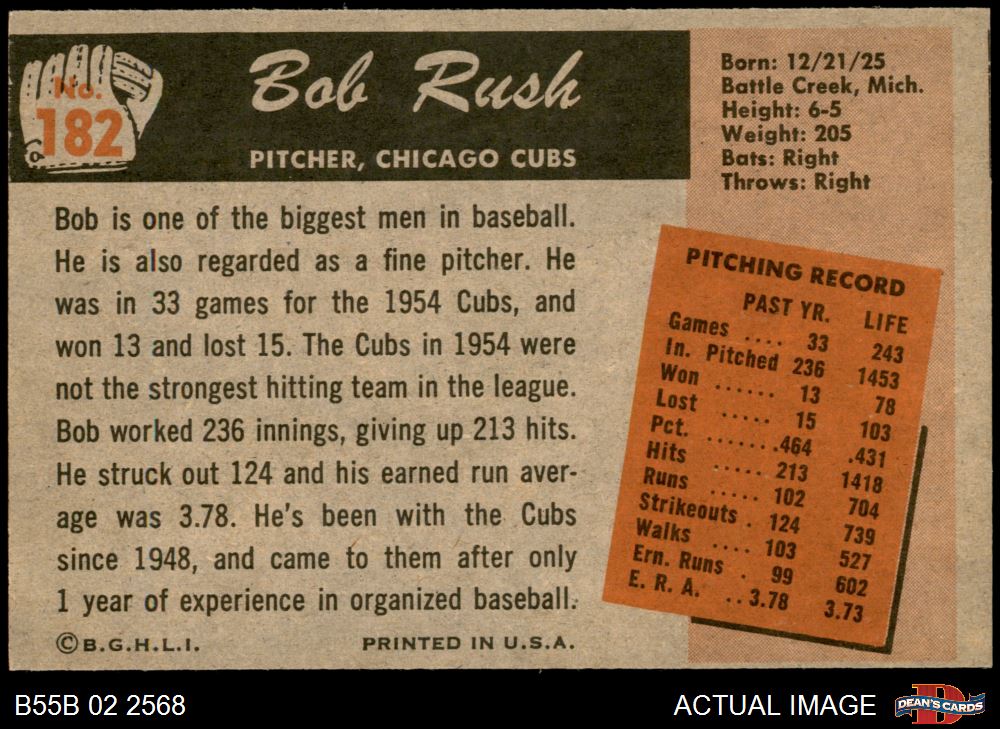 No.
182
Bob Rush
PITCHER, CHICAGO CUBS
Born: 12/21/25
Battle Creek, Mich.
Height: 6-5
Weight: 205
Bats: Right
Throws: Right
Bob is one of the biggest men in baseball.
He is also regarded as a fine pitcher. He
was in 33 games for the 1954 Cubs, and
won 13 and lost 15. The Cubs in 1954 were
not the strongest hitting team in the league.
Bob worked 236 innings, giving up 213 hits.
He struck out 124 and his earned run aver-
age was 3.78. He's been with the Cubs
since 1948, and came to them after only
1 year of experience in organized baseball.
©B.G.H.L.I. PRINTED IN U.S.A.
PITCHING RECORD
PAST YR. LIFE
Games .... 33 243
In. Pitched 236 1453
Won ...... 13 78
Lost ..... 15 103
Pct. .......464 .431
Hits ..... 213 1418
Runs ..... 102 704
Strikeouts . 124 739
Walks .... 103 527
Ern. Runs . 99 602
E. R. A. ..3.78 3.73
B55B 02 2568
ACTUAL IMAGE
D
DEAN'S CARDS